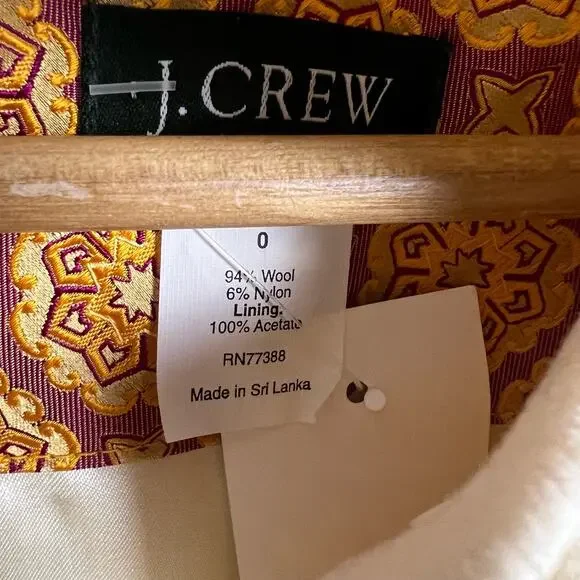 J.CREW
0
94% Wool
6% Nylon
Lining:
100% Acetate
RN77388
Made in Sri Lanka